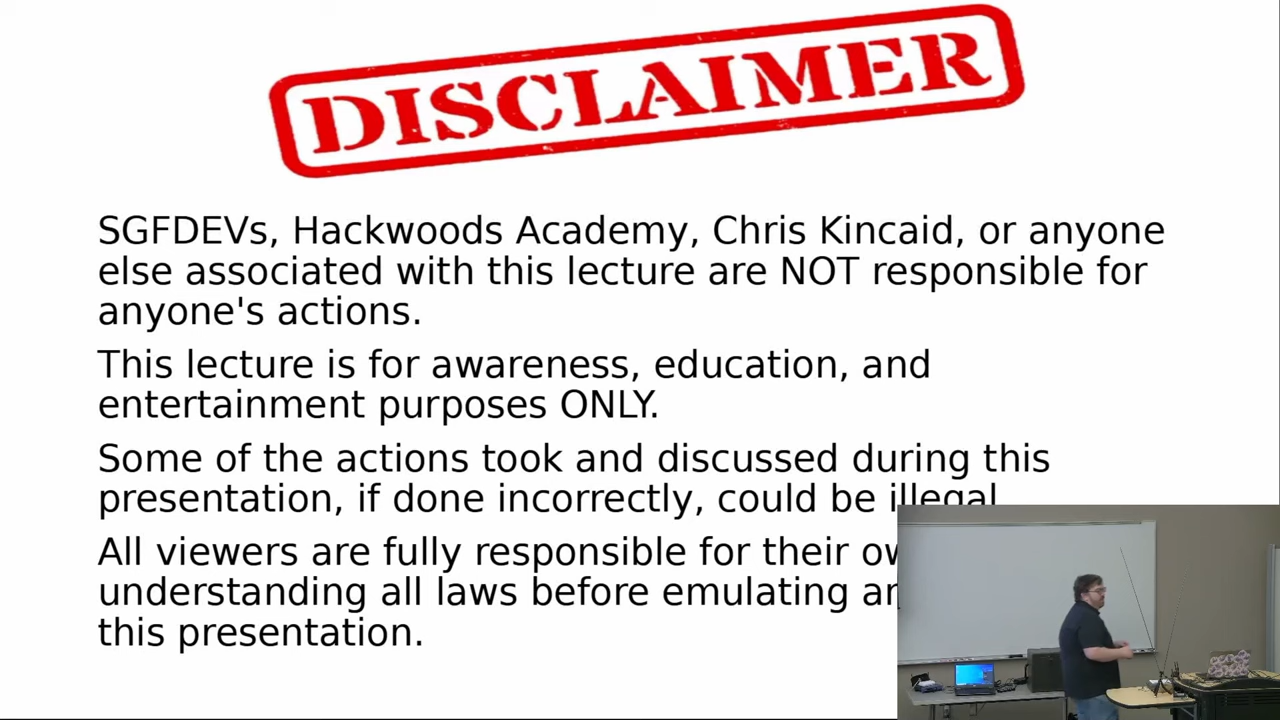 DISCLAIMER
SGFDEVs, Hackwoods Academy, Chris Kincaid, or anyone
else associated with this lecture are NOT responsible for
anyone's actions.
This lecture is for awareness, education, and
entertainment purposes ONLY.
Some of the actions took and discussed during this
presentation, if done incorrectly, could be illegal
All viewers are fully responsible for their
understanding all laws before emulating
this presentation.